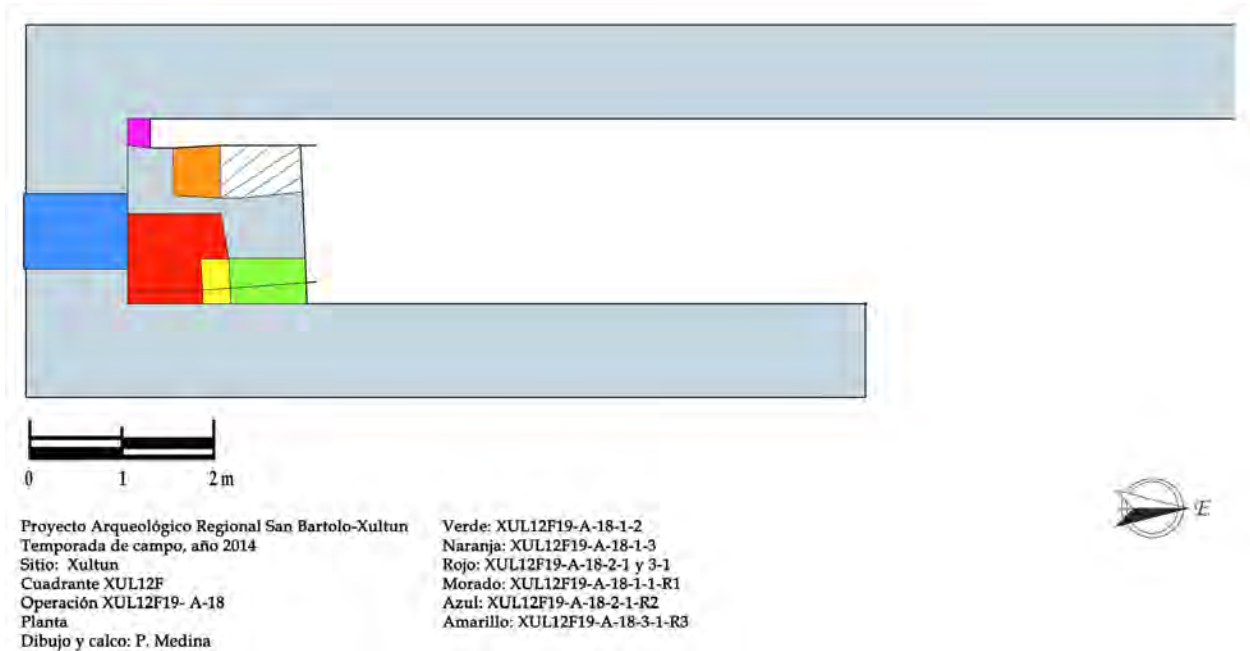 0 1 2 m
E
Proyecto Arqueológico Regional San Bartolo-Xultun
Temporada de campo, año 2014
Sitio: Xultun
Cuadrante XUL12F
Operación XUL12F19- A-18
Planta
Dibujo y calco: P. Medina
Verde: XUL12F19-A-18-1-2
Naranja: XUL12F19-A-18-1-3
Rojo: XUL12F19-A-18-2-1 y 3-1
Morado: XUL12F19-A-18-1-1-R1
Azul: XUL12F19-A-18-2-1-R2
Amarillo: XUL12F19-A-18-3-1-R3